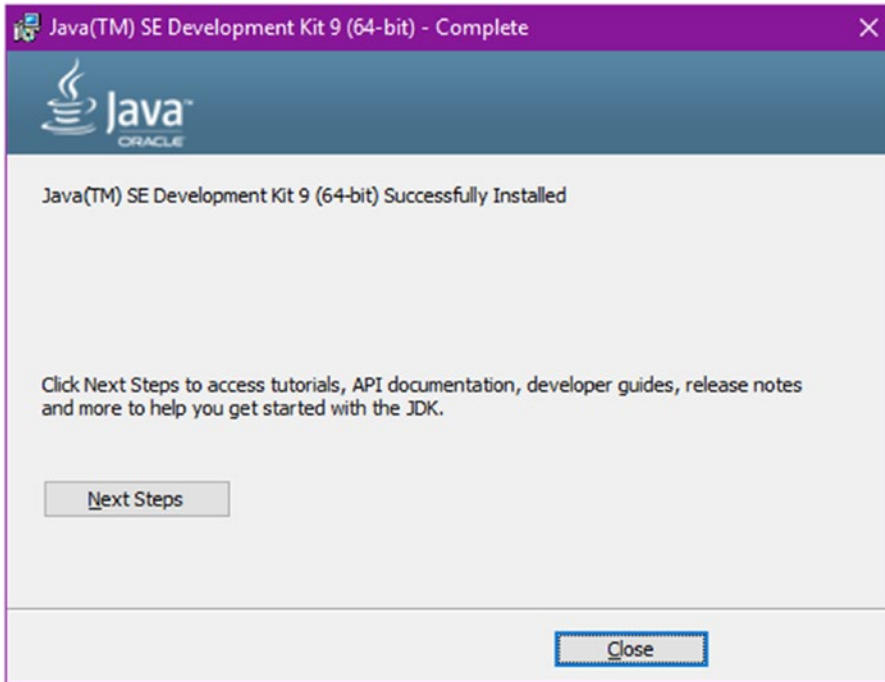 Java(TM) SE Development Kit 9 (64-bit) - Complete
Java™
ORACLE
Java(TM) SE Development Kit 9 (64-bit) Successfully Installed
Click Next Steps to access tutorials, API documentation, developer guides, release notes
and more to help you get started with the JDK.
Next Steps
Close